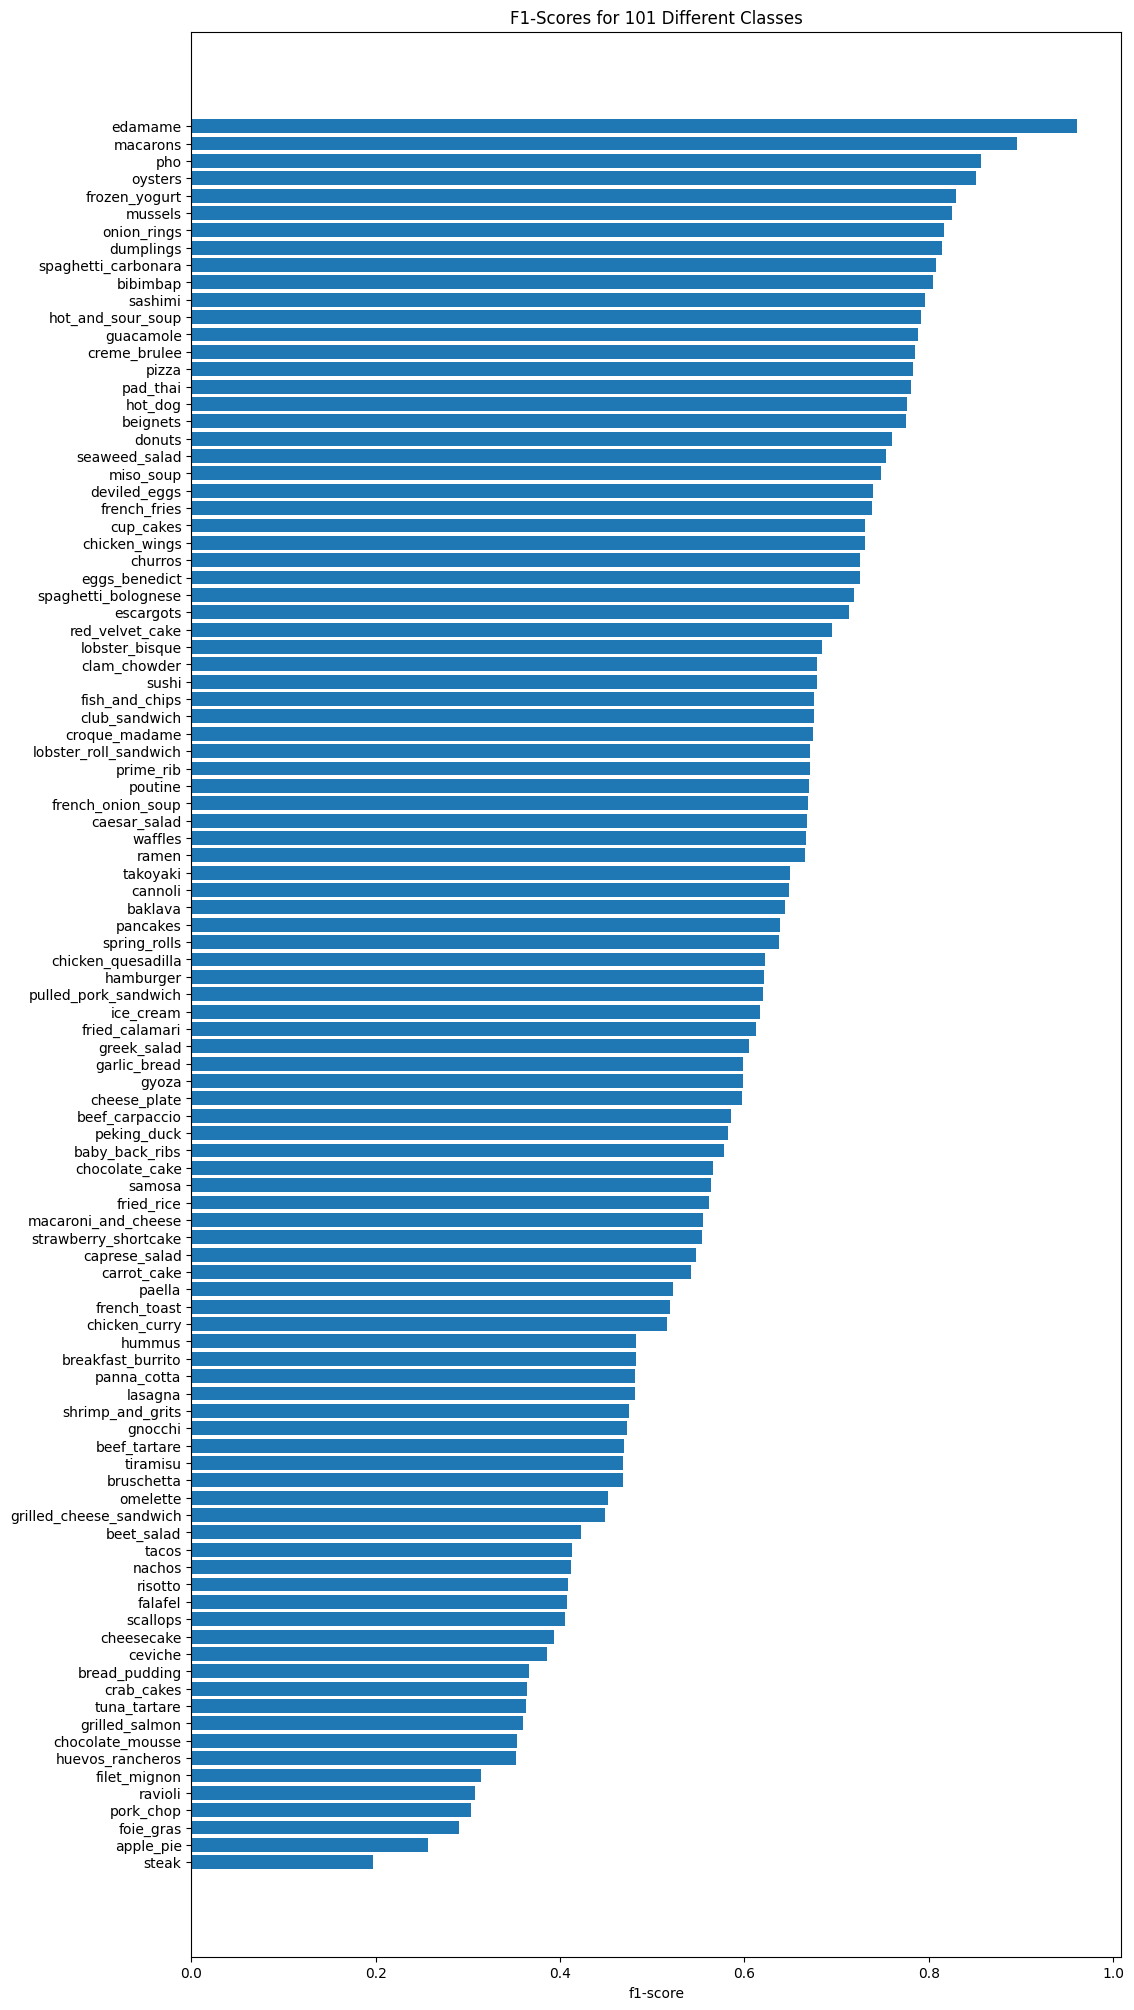 F1-Scores for 101 Different Classes
edamame
macarons
pho
oysters
frozen_yogurt
mussels
onion_rings
dumplings
spaghetti_carbonara
bibimbap
sashimi
hot_and_sour_soup
guacamole
creme_brulee
pizza
pad_thai
hot_dog
beignets
donuts
seaweed_salad
miso_soup
deviled_eggs
french_fries
cup_cakes
chicken_wings
churros
eggs_benedict
spaghetti_bolognese
escargots
red_velvet_cake
lobster_bisque
clam_chowder
sushi
fish_and_chips
club_sandwich
croque_madame
lobster_roll_sandwich
prime_rib
poutine
french_onion_soup
caesar_salad
waffles
ramen
takoyaki
cannoli
baklava
pancakes
spring_rolls
chicken_quesadilla
hamburger
pulled_pork_sandwich
ice_cream
fried_calamari
greek_salad
garlic_bread
gyoza
cheese_plate
beef_carpaccio
peking_duck
baby_back_ribs
chocolate_cake
samosa
fried_rice
macaroni_and_cheese
strawberry_shortcake
caprese_salad
carrot_cake
paella
french_toast
chicken_curry
hummus
breakfast_burrito
panna_cotta
lasagna
shrimp_and_grits
gnocchi
beef_tartare
tiramisu
bruschetta
omelette
grilled_cheese_sandwich
beet_salad
tacos
nachos
risotto
falafel
scallops
cheesecake
ceviche
bread_pudding
crab_cakes
tuna_tartare
grilled_salmon
chocolate_mousse
huevos_rancheros
filet_mignon
ravioli
pork_chop
foie_gras
apple_pie
steak
0.0 0.2 0.4 0.6 0.8 1.0
f1-score